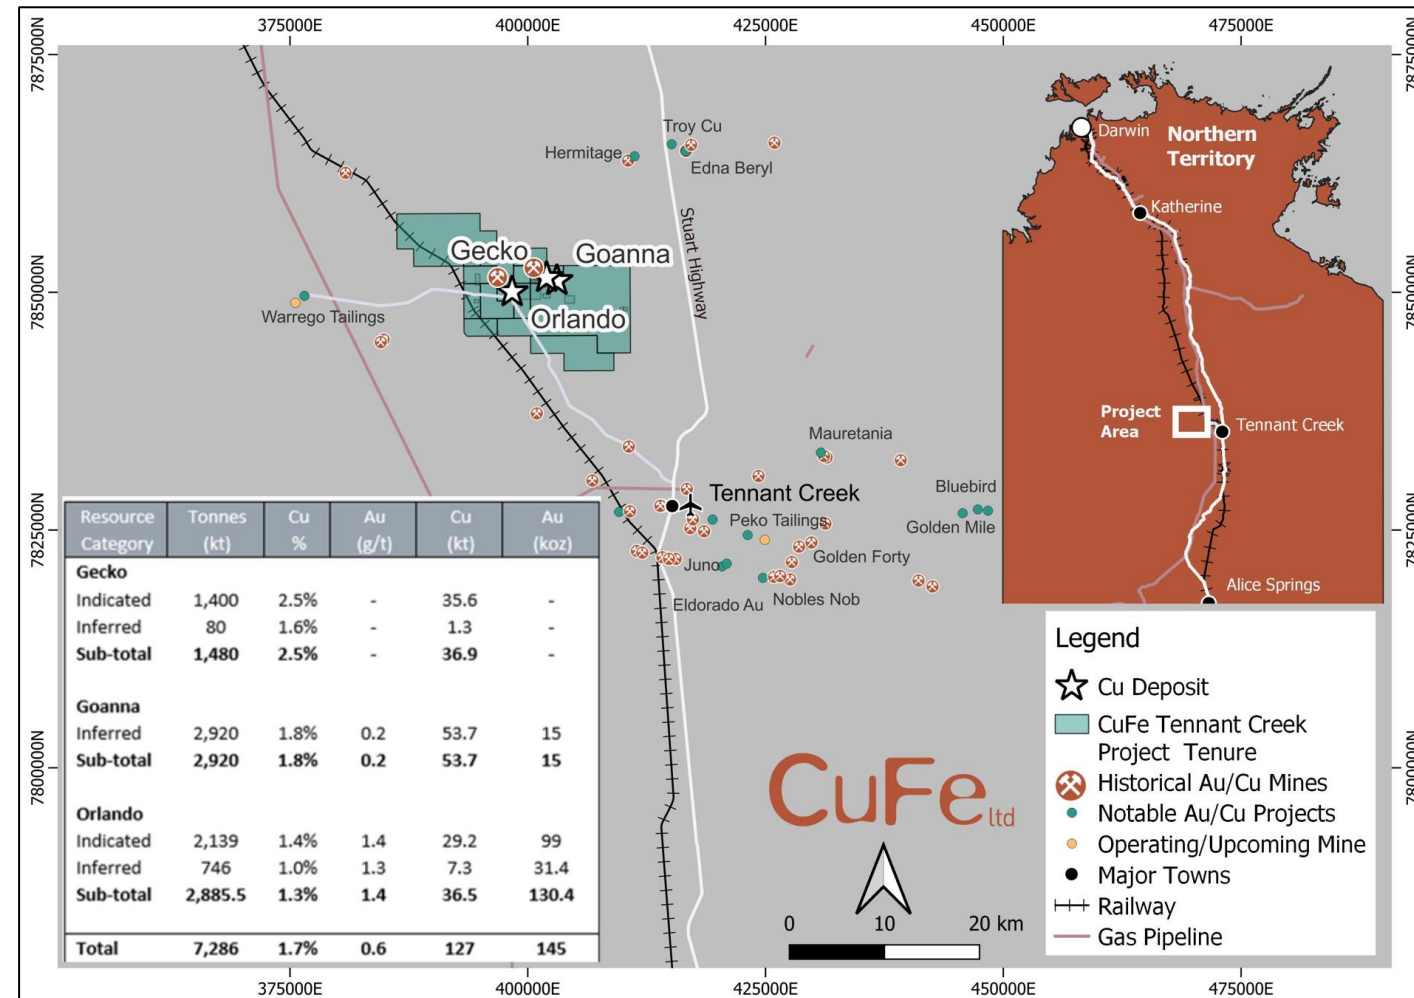 375000E 400000E 425000E 450000E 475000E
7875000N 7875000N
7850000N 7850000N
7825000N 7825000N
7800000N 7800000N
Troy Cu
Hermitage
Edna Beryl
Stuart Highway
Gecko
Goanna
Orlando
Warrego Tailings
Mauretania
Tennant Creek
Bluebird
Peko Tailings
Golden Mile
Golden Forty
Juno
Eldorado Au
Nobles Nob
Darwin
Northern
Territory
Katherine
Project
Area
Tennant Creek
Alice Springs
Resource Tonnes Cu Au Cu Au
Category (kt) % (g/t) (kt) (koz)
Gecko
Indicated 1,400 2.5% - 35.6 -
Inferred 80 1.6% - 1.3 -
Sub-total 1,480 2.5% - 36.9 -
Goanna
Inferred 2,920 1.8% 0.2 53.7 15
Sub-total 2,920 1.8% 0.2 53.7 15
Orlando
Indicated 2,139 1.4% 1.4 29.2 99
Inferred 746 1.0% 1.3 7.3 31.4
Sub-total 2,885.5 1.3% 1.4 36.5 130.4
Total 7,286 1.7% 0.6 127 145
CuFe ltd
0 10 20 km
Legend
Cu Deposit
CuFe Tennant Creek
Project Tenure
Historical Au/Cu Mines
Notable Au/Cu Projects
Operating/Upcoming Mine
Major Towns
Railway
Gas Pipeline
375000E 400000E 425000E 450000E 475000E